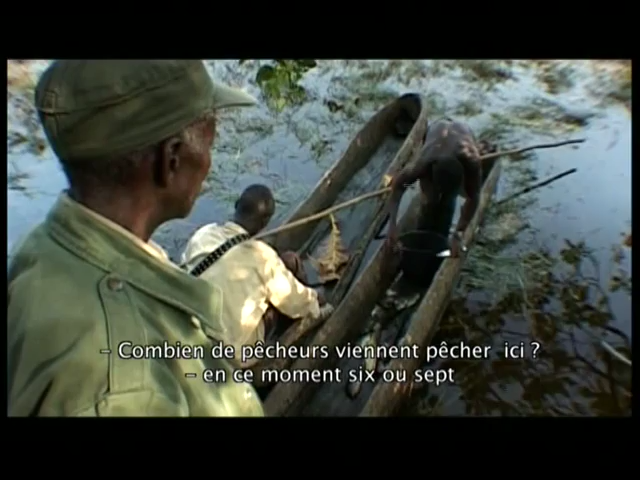 – Combien de pêcheurs viennent pêcher ici ?
– en ce moment six ou sept